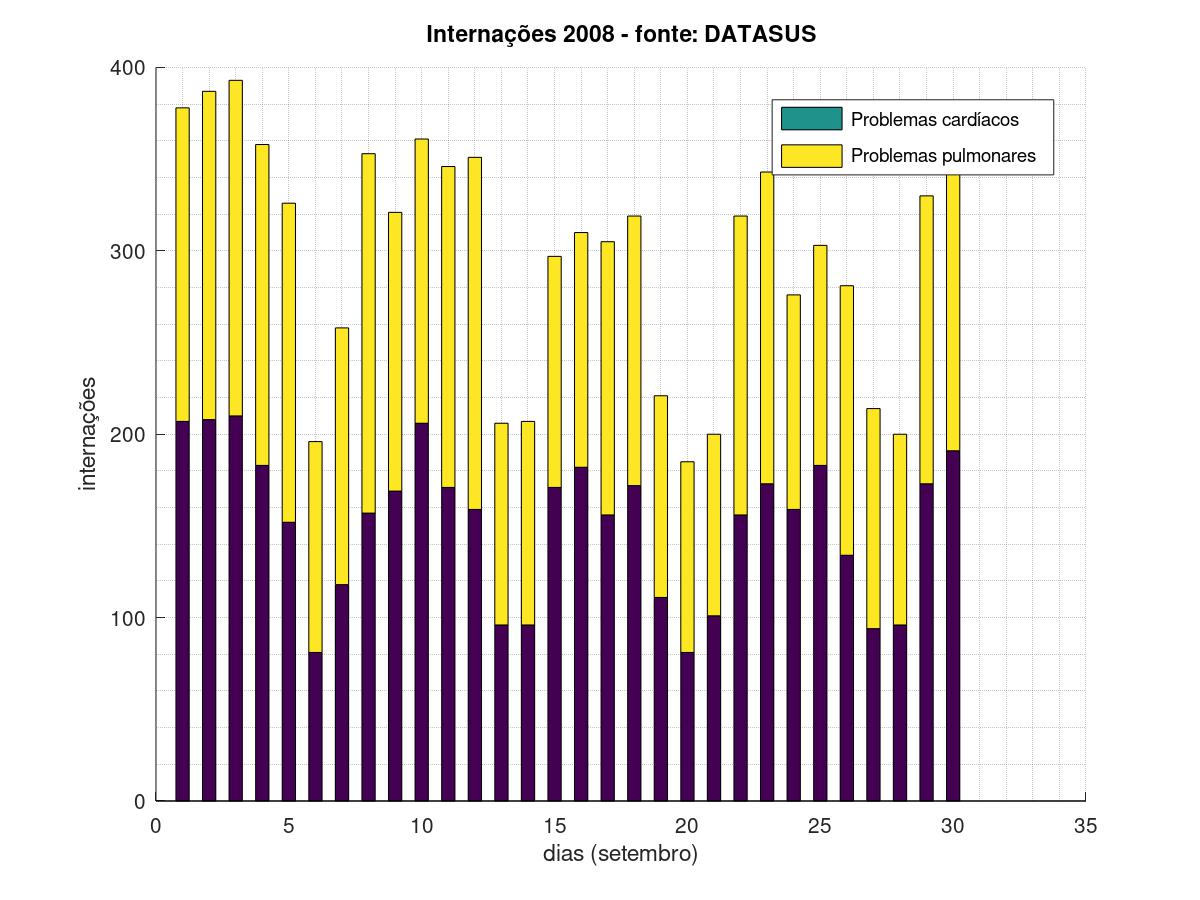 Internações 2008 - fonte: DATASUS
400
Problemas cardíacos
Problemas pulmonares
300
200
100
0
internações
0 5 10 15 20 25 30 35
dias (setembro)